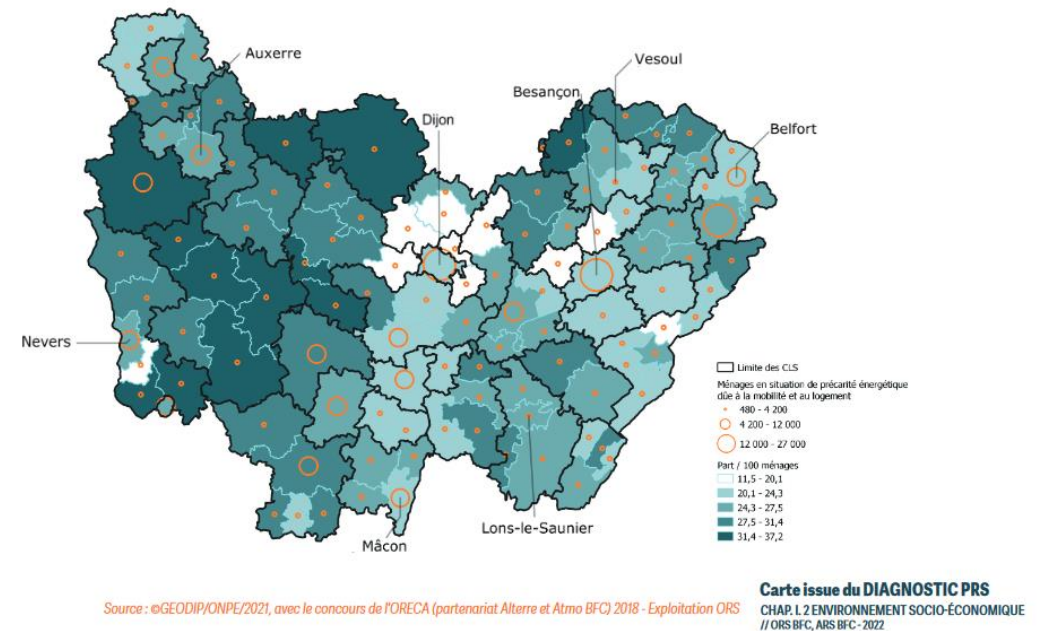 Auxerre
Vesoul
Besançon
Dijon
Belfort
Nevers
Limite des CLS
Ménages en situation de précarité énergétique
dûe à la mobilité et au logement
480 - 4 200
4 200 - 12 000
12 000 - 27 000
Part / 100 ménages
11,5 - 20,1
20,1 - 24,3
24,3 - 27,5
27,5 - 31,4
31,4 - 37,2
Lons-le-Saunier
Mâcon
Carte issue du DIAGNOSTIC PRS
Source : ©GEODIP/ONPE/2021, avec le concours de l'ORECA (partenariat Alterre et Atmo BFC) 2018 - Exploitation ORS
CHAP. I. 2 ENVIRONNEMENT SOCIO-ÉCONOMIQUE
// ORS BFC, ARS BFC - 2022